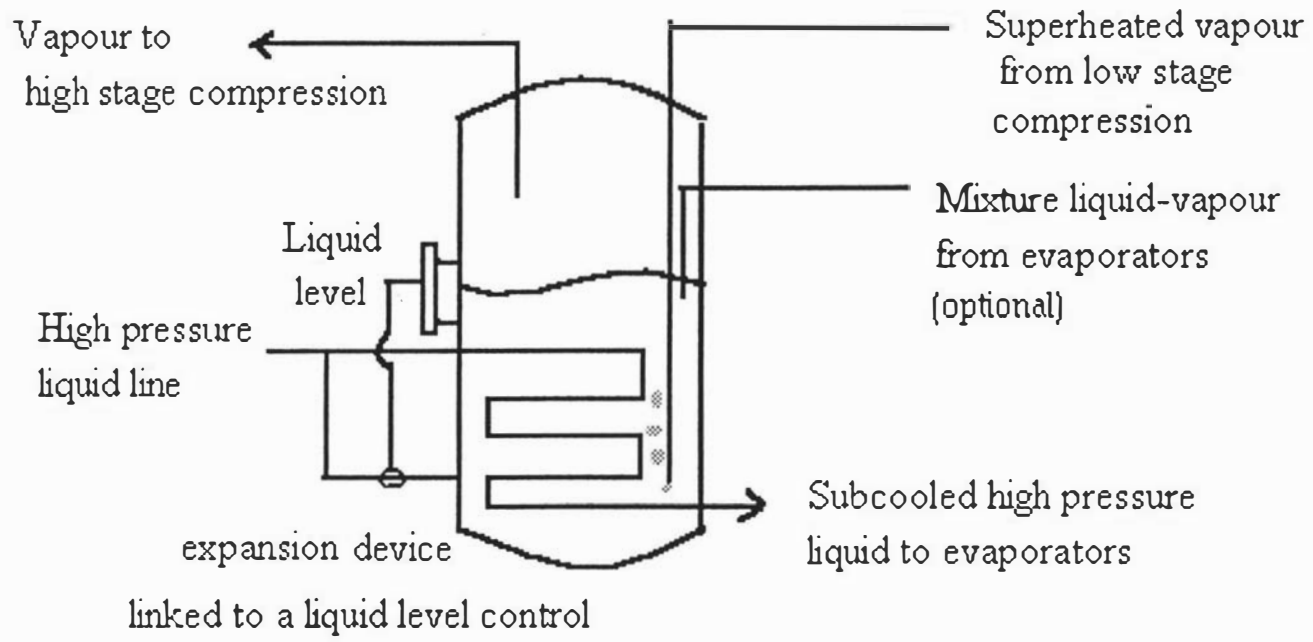 Vapour to
high stage compression
Superheated vapour
from low stage
compression
Mixture liquid-vapour
from evaporators
(optional)
Liquid
level
High pressure
liquid line
Subcooled high pressure
liquid to evaporators
expansion device
linked to a liquid level control